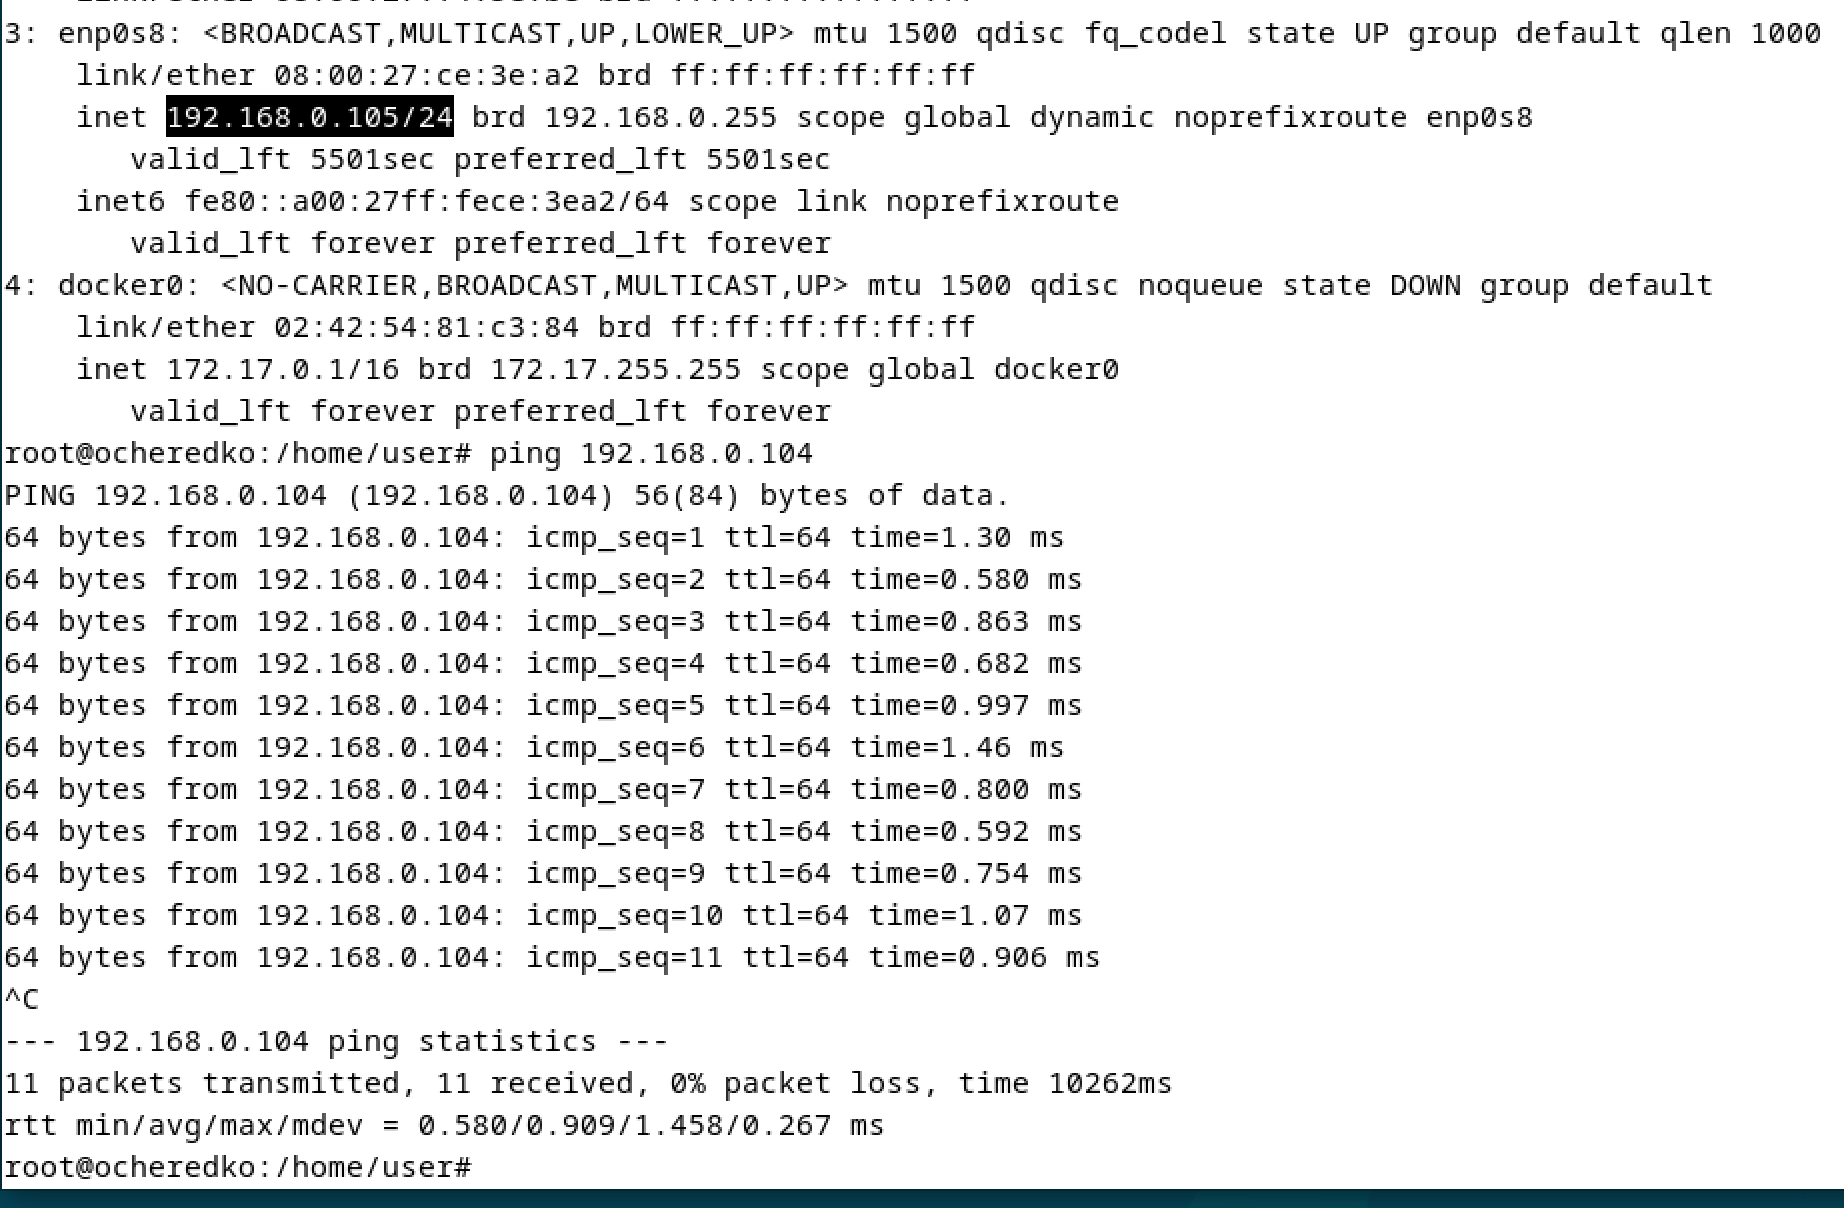 3: enp0s8: <BROADCAST,MULTICAST,UP,LOWER_UP> mtu 1500 qdisc fq_codel state UP group default qlen 1000
    link/ether 08:00:27:ce:3e:a2 brd ff:ff:ff:ff:ff:ff
    inet 192.168.0.105/24 brd 192.168.0.255 scope global dynamic noprefixroute enp0s8
       valid_lft 5501sec preferred_lft 5501sec
    inet6 fe80::a00:27ff:fece:3ea2/64 scope link noprefixroute
       valid_lft forever preferred_lft forever
4: docker0: <NO-CARRIER,BROADCAST,MULTICAST,UP> mtu 1500 qdisc noqueue state DOWN group default
    link/ether 02:42:54:81:c3:84 brd ff:ff:ff:ff:ff:ff
    inet 172.17.0.1/16 brd 172.17.255.255 scope global docker0
       valid_lft forever preferred_lft forever
root@ocheredko:/home/user# ping 192.168.0.104
PING 192.168.0.104 (192.168.0.104) 56(84) bytes of data.
64 bytes from 192.168.0.104: icmp_seq=1 ttl=64 time=1.30 ms
64 bytes from 192.168.0.104: icmp_seq=2 ttl=64 time=0.580 ms
64 bytes from 192.168.0.104: icmp_seq=3 ttl=64 time=0.863 ms
64 bytes from 192.168.0.104: icmp_seq=4 ttl=64 time=0.682 ms
64 bytes from 192.168.0.104: icmp_seq=5 ttl=64 time=0.997 ms
64 bytes from 192.168.0.104: icmp_seq=6 ttl=64 time=1.46 ms
64 bytes from 192.168.0.104: icmp_seq=7 ttl=64 time=0.800 ms
64 bytes from 192.168.0.104: icmp_seq=8 ttl=64 time=0.592 ms
64 bytes from 192.168.0.104: icmp_seq=9 ttl=64 time=0.754 ms
64 bytes from 192.168.0.104: icmp_seq=10 ttl=64 time=1.07 ms
64 bytes from 192.168.0.104: icmp_seq=11 ttl=64 time=0.906 ms
^C
--- 192.168.0.104 ping statistics ---
11 packets transmitted, 11 received, 0% packet loss, time 10262ms
rtt min/avg/max/mdev = 0.580/0.909/1.458/0.267 ms
root@ocheredko:/home/user#